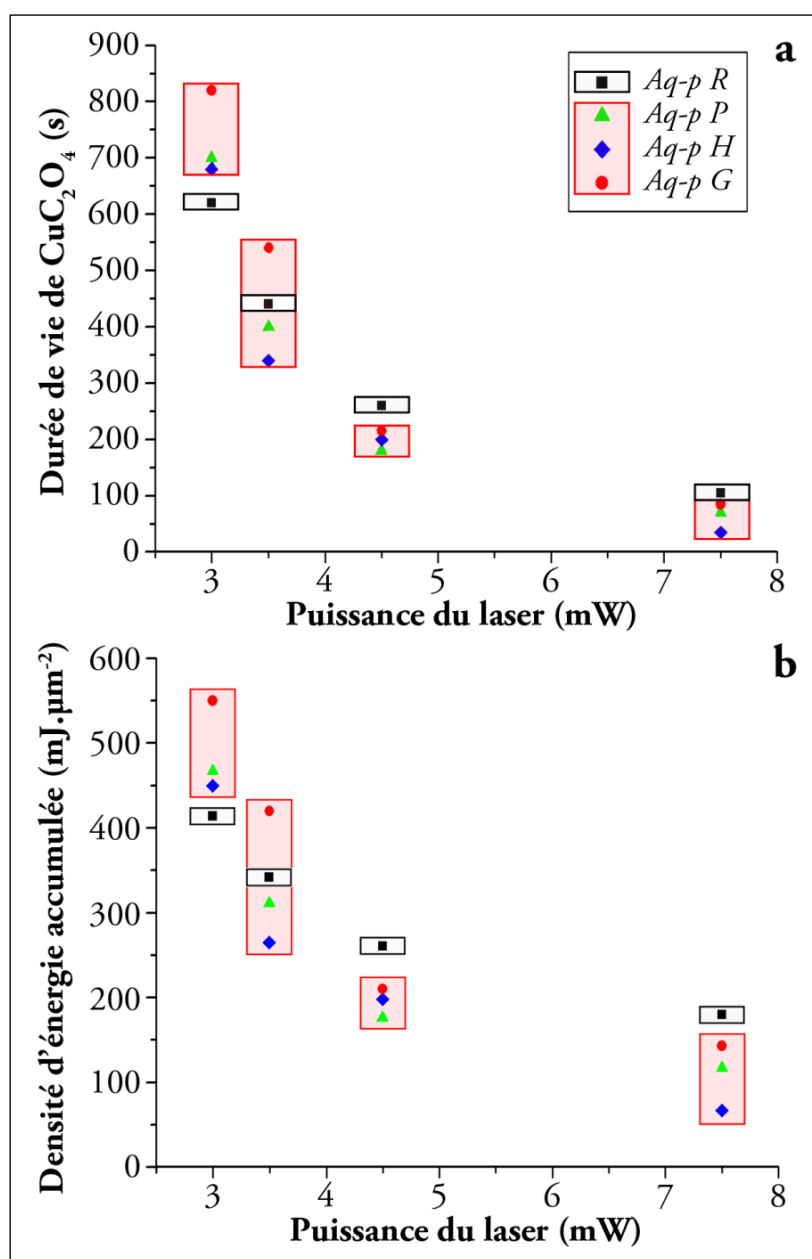 a
900
800
700
600
500
400
300
200
100
0
Durée de vie de CuC₂O₄ (s)
Aq-p R
Aq-p P
Aq-p H
Aq-p G
3 4 5 6 7 8
Puissance du laser (mW)
b
600
500
400
300
200
100
0
Densité d’énergie accumulée (mJ.µm⁻²)
3 4 5 6 7 8
Puissance du laser (mW)